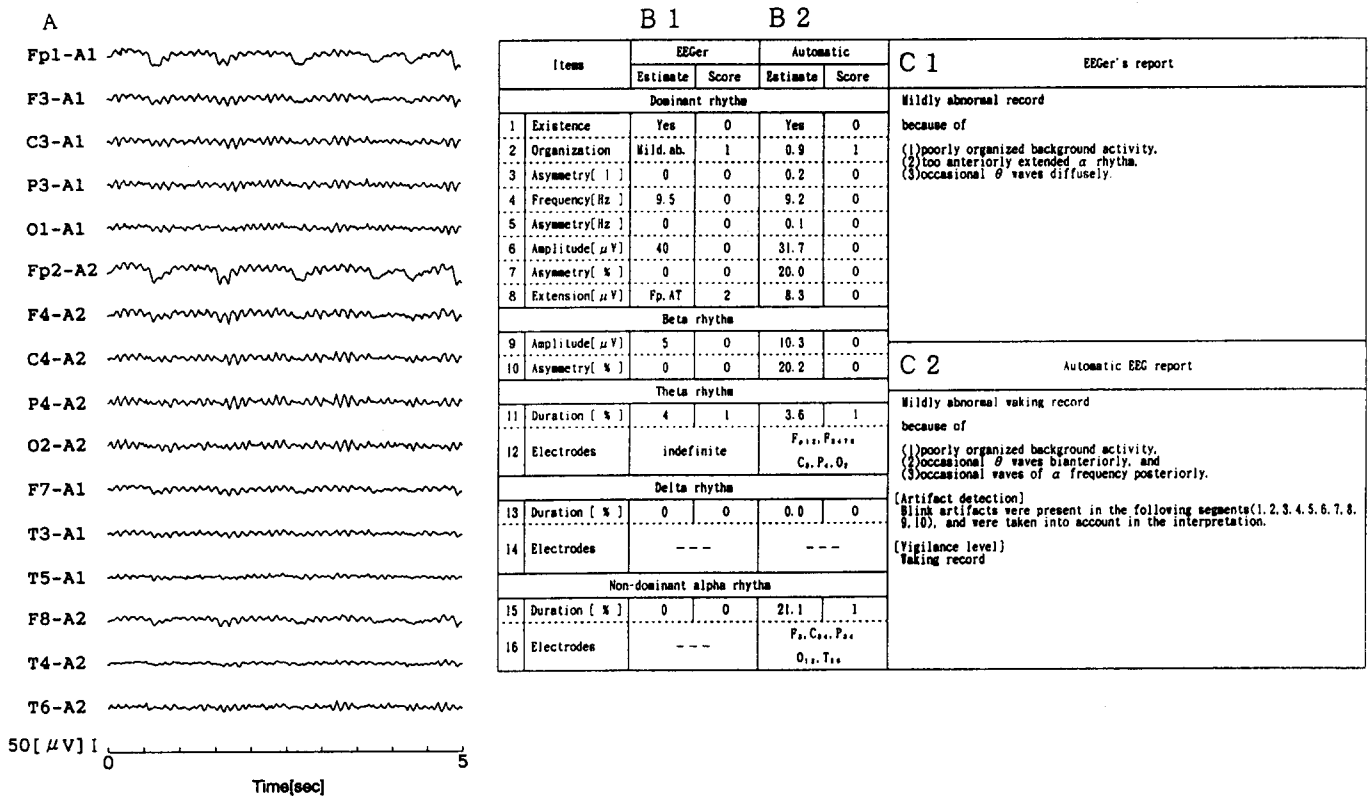 A
Fp1-A1
F3-A1
C3-A1
P3-A1
O1-A1
Fp2-A2
F4-A2
C4-A2
P4-A2
O2-A2
F7-A1
T3-A1
T5-A1
F8-A2
T4-A2
T6-A2
50[μV]
0 5
Time[sec]
B 1 B 2
Items EEGer Automatic
Estimate Score Estimate Score
Dominant rhythm
1 Existence Yes 0 Yes 0
2 Organization Mild. ab. 1 0.9 1
3 Asymmetry[ ] 0 0 0.2 0
4 Frequency[Hz ] 9.5 0 9.2 0
5 Asymmetry[Hz ] 0 0 0.1 0
6 Amplitude[μV] 40 0 31.7 0
7 Asymmetry[ % ] 0 0 20.0 0
8 Extension[μV] Fp. AT 2 8.3 0
Beta rhythm
9 Amplitude[μV] 5 0 10.3 0
10 Asymmetry[ % ] 0 0 20.2 0
Theta rhythm
11 Duration [ % ] 4 1 3.6 1
12 Electrodes indefinite
Delta rhythm
13 Duration [ % ] 0 0 0.0 0
14 Electrodes --- ---
Non-dominant alpha rhythm
15 Duration [ % ] 0 0 21.1 1
16 Electrodes ---
C 1 EEGer's report
Mildly abnormal record
because of
(1)poorly organized background activity,
(2)too anteriorly extended α rhythm,
(3)occasional θ waves diffusely.
C 2 Automatic EEG report
Mildly abnormal waking record
because of
(1)poorly organized background activity,
(2)occasional θ waves bianteriorly, and
(3)occasional waves of α frequency posteriorly.
[Artifact detection]
Blink artifacts were present in the following segments(1,2,3,4,5,6,7,8,
9,10), and were taken into account in the interpretation.
[Vigilance level]
Waking record